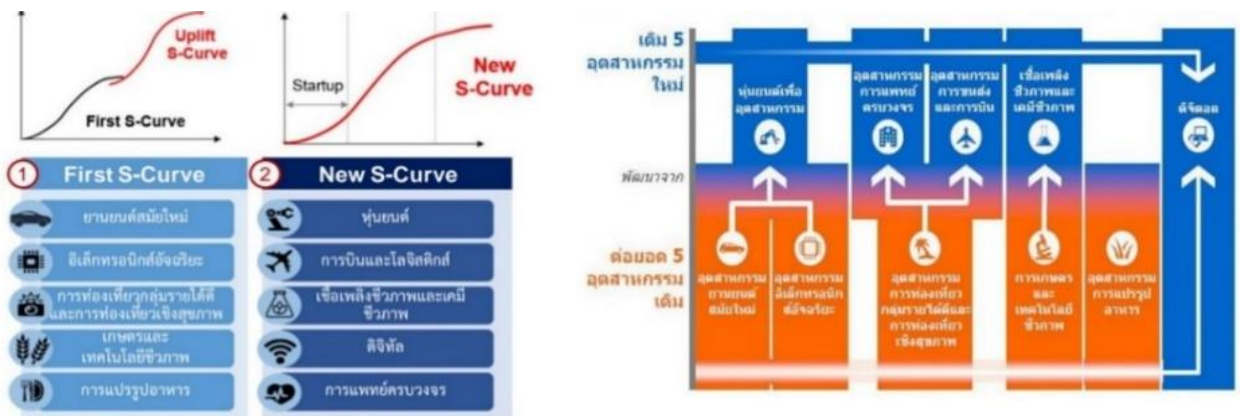 Uplift
S-Curve
First S-Curve
Startup
New
S-Curve
1 First S-Curve
ยานยนต์สมัยใหม่
อิเล็กทรอนิกส์อัจฉริยะ
การท่องเที่ยวกลุ่มรายได้ดี
และการท่องเที่ยวเชิงสุขภาพ
เกษตรและ
เทคโนโลยีชีวภาพ
การแปรรูปอาหาร
2 New S-Curve
หุ่นยนต์
การบินและโลจิสติกส์
เชื้อเพลิงชีวภาพและเคมี
ชีวภาพ
ดิจิทัล
การแพทย์ครบวงจร
เติม 5
อุตสาหกรรม
ใหม่
หุ่นยนต์เพื่อ
อุตสาหกรรม
อุตสาหกรรม
การแพทย์
ครบวงจร
อุตสาหกรรม
การขนส่ง
และการบิน
เชื้อเพลิง
ชีวภาพและ
เคมีชีวภาพ
ดิจิตอล
พัฒนาจาก
ต่อยอด 5
อุตสาหกรรม
เดิม
อุตสาหกรรม
ยานยนต์
สมัยใหม่
อุตสาหกรรม
อิเล็กทรอนิก
ส์อัจฉริยะ
อุตสาหกรรม
การท่องเที่ยว
กลุ่มรายได้ดีและ
การท่องเที่ยว
เชิงสุขภาพ
การเกษตร
และ
เทคโนโลยี
ชีวภาพ
อุตสาหกรรม
การแปรรูป
อาหาร